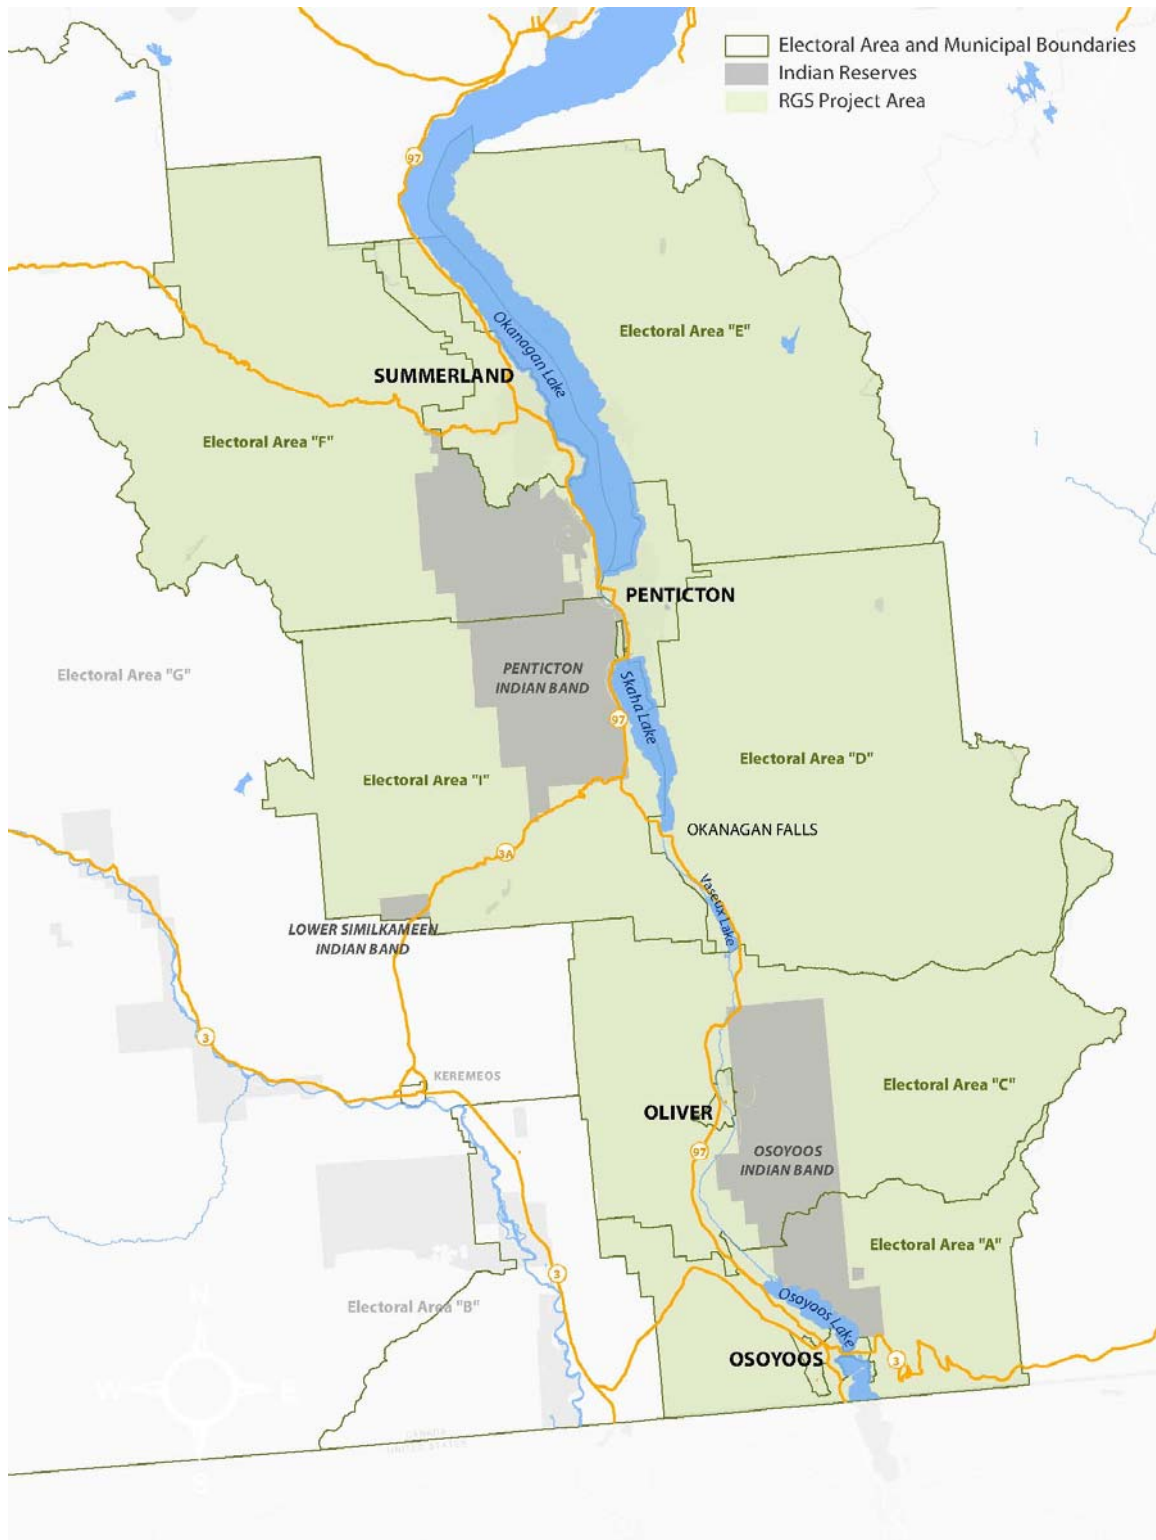 Electoral Area and Municipal Boundaries
Indian Reserves
RGS Project Area
97
Okanagan Lake
Electoral Area "E"
SUMMERLAND
Electoral Area "F"
PENTICTON
Electoral Area "G"
PENTICTON
INDIAN BAND
Skaha Lake
97
Electoral Area "D"
Electoral Area "I"
OKANAGAN FALLS
3A
Vaseux Lake
LOWER SIMILKAMEEN
INDIAN BAND
3
KEREMEOS
Electoral Area "C"
OLIVER
97
OSOYOOS
INDIAN BAND
Electoral Area "A"
3
N
Electoral Area "B"
Osoyoos Lake
OSOYOOS
3
W
E
CANADA
UNITED STATES
S